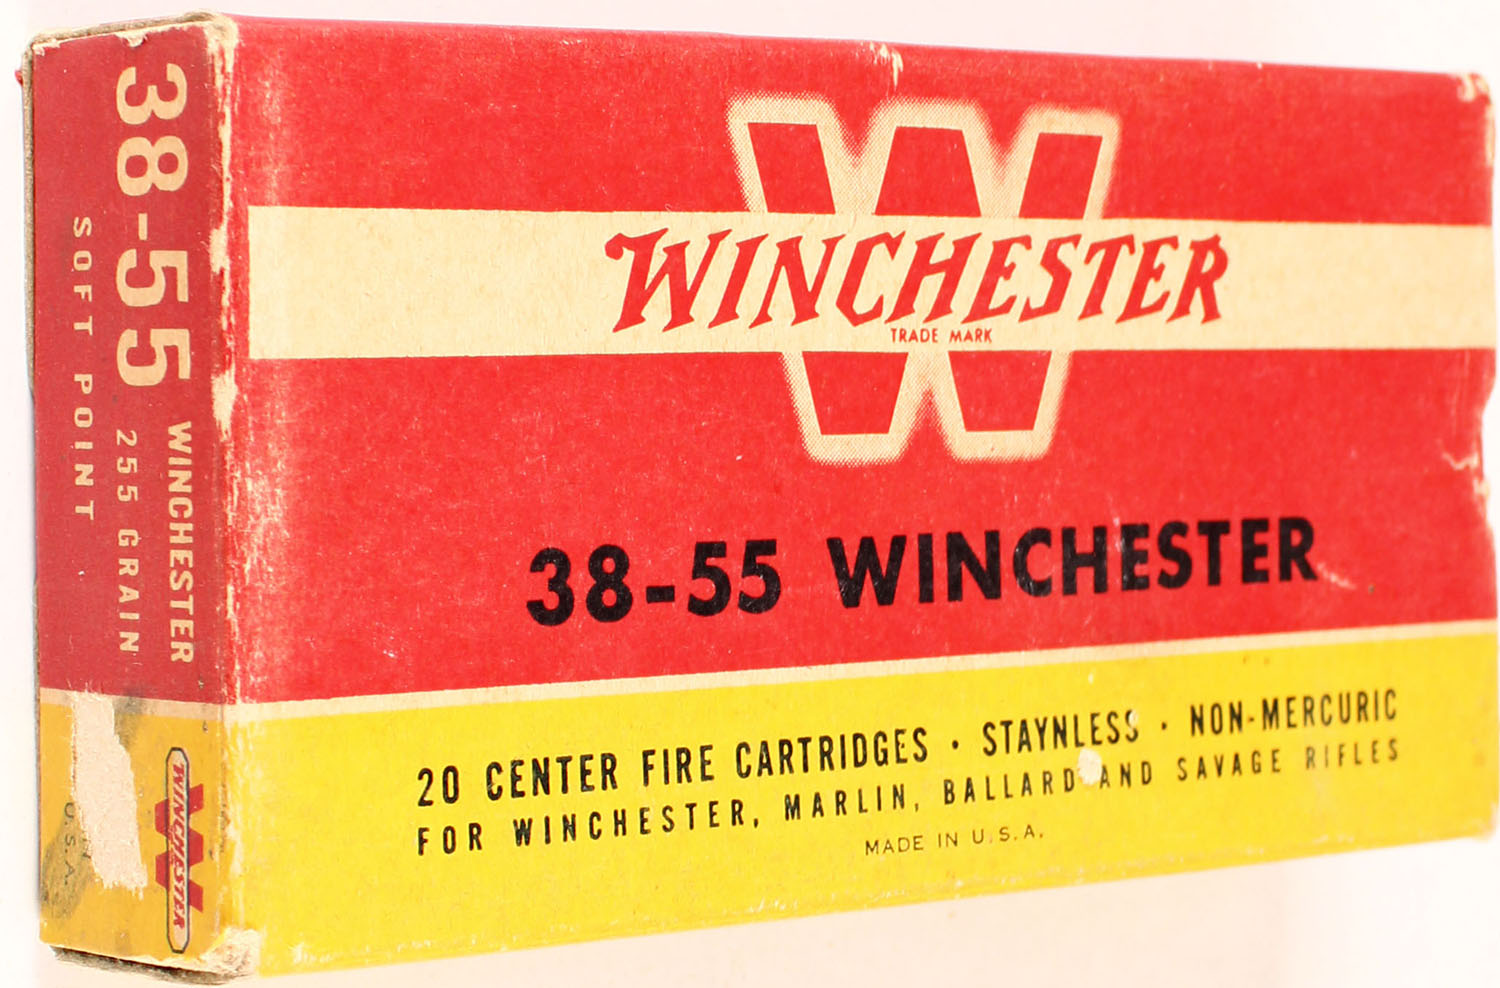 W
WINCHESTER
TRADE MARK
38-55 WINCHESTER
20 CENTER FIRE CARTRIDGES · STAYNLESS · NON-MERCURIC
FOR WINCHESTER, MARLIN, BALLARD AND SAVAGE RIFLES
MADE IN U.S.A.
38-55 WINCHESTER
255 GRAIN
SOFT POINT
W
WINCHESTER
U.S.A.